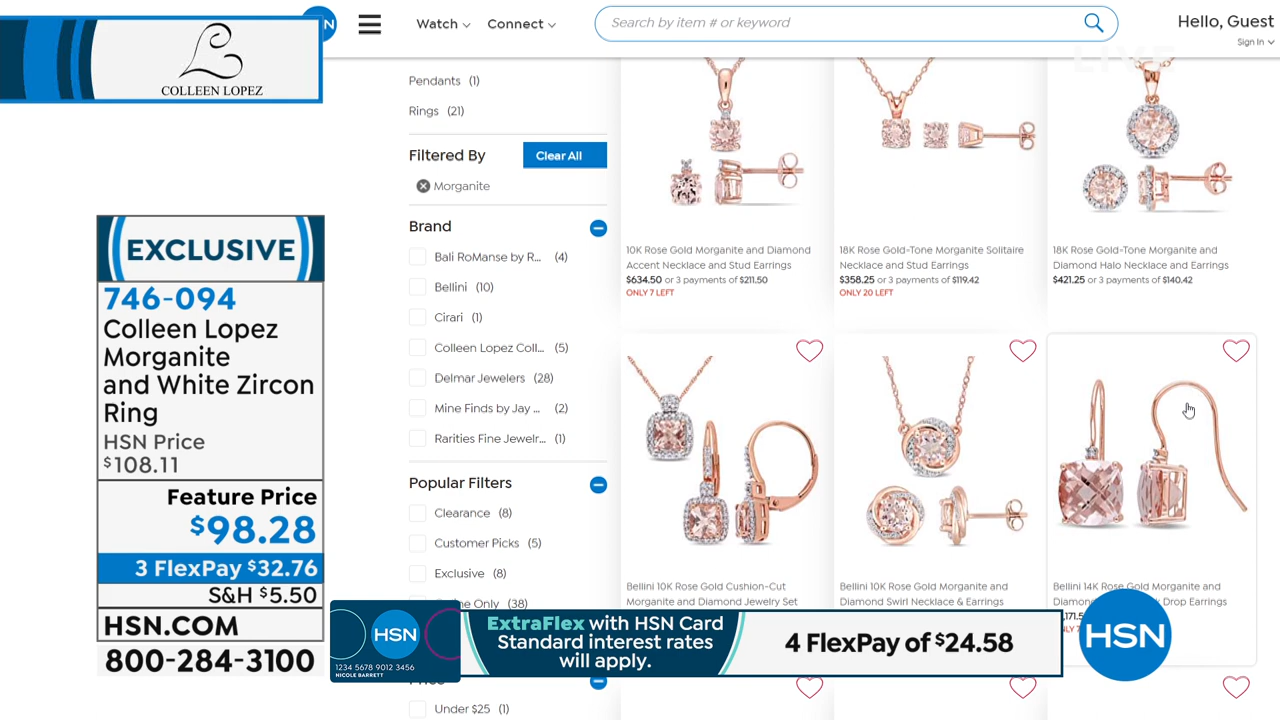 COLLEEN LOPEZ
SN
Watch
Connect
Search by item # or keyword
Hello, Guest
Sign In
LIVE
Pendants (1)
Rings (21)
Filtered By
Clear All
Morganite
Brand
Bali RoManse by R... (4)
Bellini (10)
Cirari (1)
Colleen Lopez Coll... (5)
Delmar Jewelers (28)
Mine Finds by Jay ... (2)
Rarities Fine Jewelr... (1)
Popular Filters
Clearance (8)
Customer Picks (5)
Exclusive (8)
Only (38)
Under $25 (1)
10K Rose Gold Morganite and Diamond
Accent Necklace and Stud Earrings
$634.50 or 3 payments of $211.50
ONLY 7 LEFT
18K Rose Gold-Tone Morganite Solitaire
Necklace and Stud Earrings
$358.25 or 3 payments of $119.42
ONLY 20 LEFT
18K Rose Gold-Tone Morganite and
Diamond Halo Necklace and Earrings
$421.25 or 3 payments of $140.42
Bellini 10K Rose Gold Cushion-Cut
Morganite and Diamond Jewelry Set
Bellini 10K Rose Gold Morganite and
Diamond Swirl Necklace & Earrings
Bellini 14K Rose Gold Morganite and
Drop Earrings
EXCLUSIVE
746-094
Colleen Lopez
Morganite
and White Zircon
Ring
HSN Price
$108.11
Feature Price
$98.28
3 FlexPay $32.76
S&H $5.50
HSN.COM
800-284-3100
HSN
1234 5678 9012 3456
NICOLE BARRETT
ExtraFlex with HSN Card
Standard interest rates
will apply.
4 FlexPay of $24.58
HSN